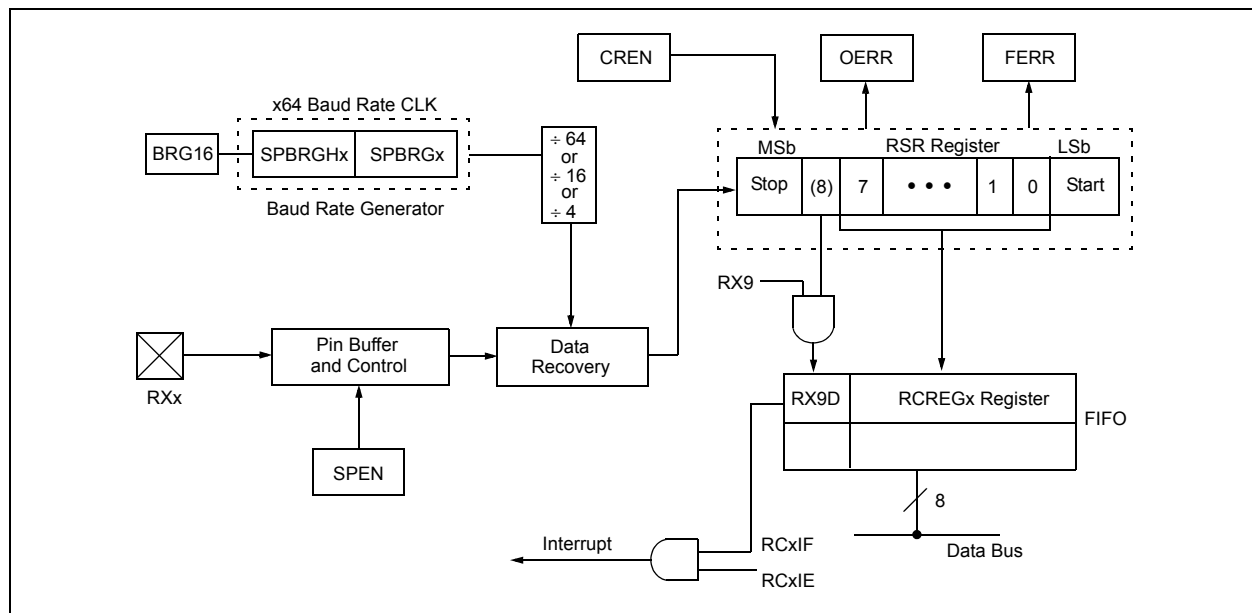 CREN
OERR
FERR
x64 Baud Rate CLK
BRG16
SPBRGHx
SPBRGx
Baud Rate Generator
÷ 64
or
÷ 16
or
÷ 4
MSb
RSR Register
LSb
Stop
(8)
7
• • •
1
0
Start
RX9
RXx
Pin Buffer
and Control
Data
Recovery
SPEN
RX9D
RCREGx Register
FIFO
8
Data Bus
Interrupt
RCxIF
RCxIE